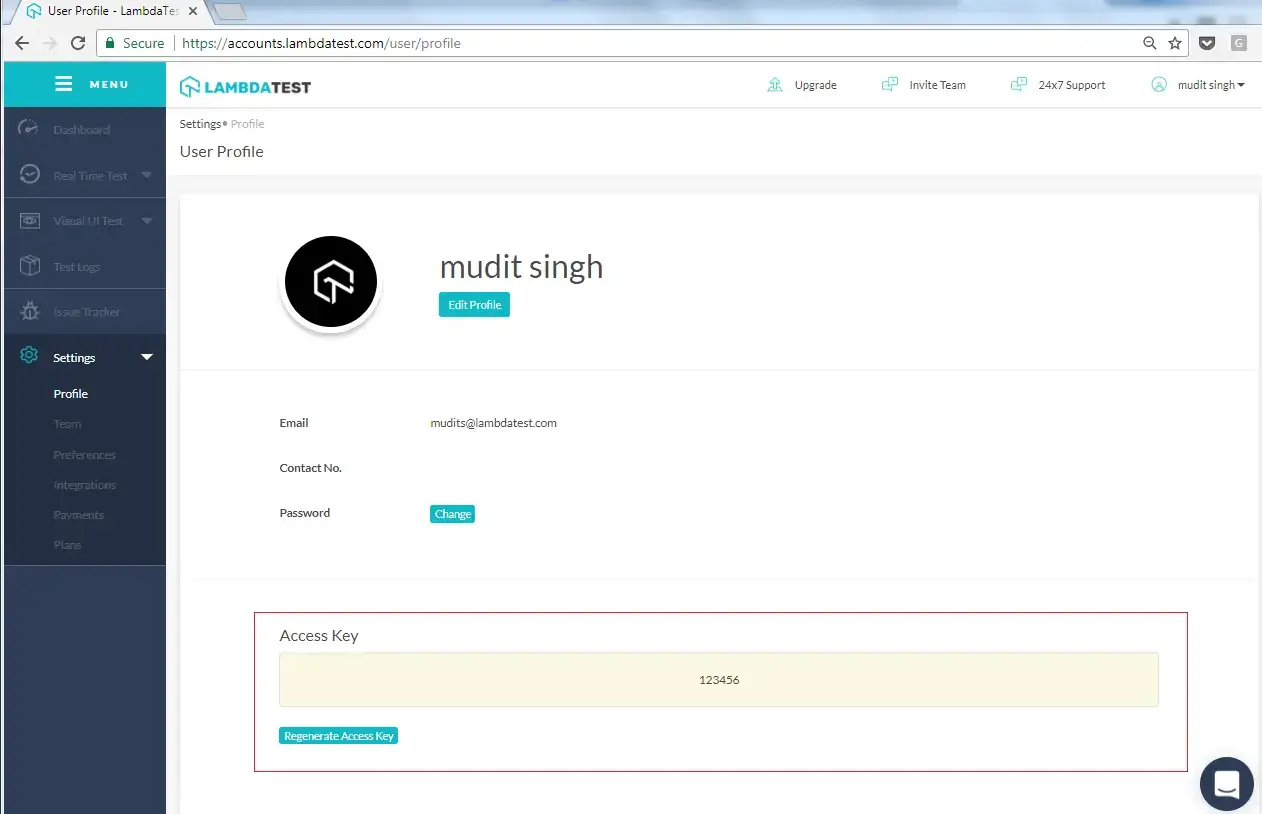 User Profile - LambdaTes
Secure https://accounts.lambdatest.com/user/profile
G
MENU
LAMBDATEST
Upgrade
Invite Team
24x7 Support
mudit singh
Settings • Profile
User Profile
Dashboard
Real Time Test
Visual UI Test
Test Logs
Issue Tracker
Settings
Profile
Team
Preferences
Integrations
Payments
Plans
mudit singh
Edit Profile
Email mudits@lambdatest.com
Contact No.
Password Change
Access Key
123456
Regenerate Access Key